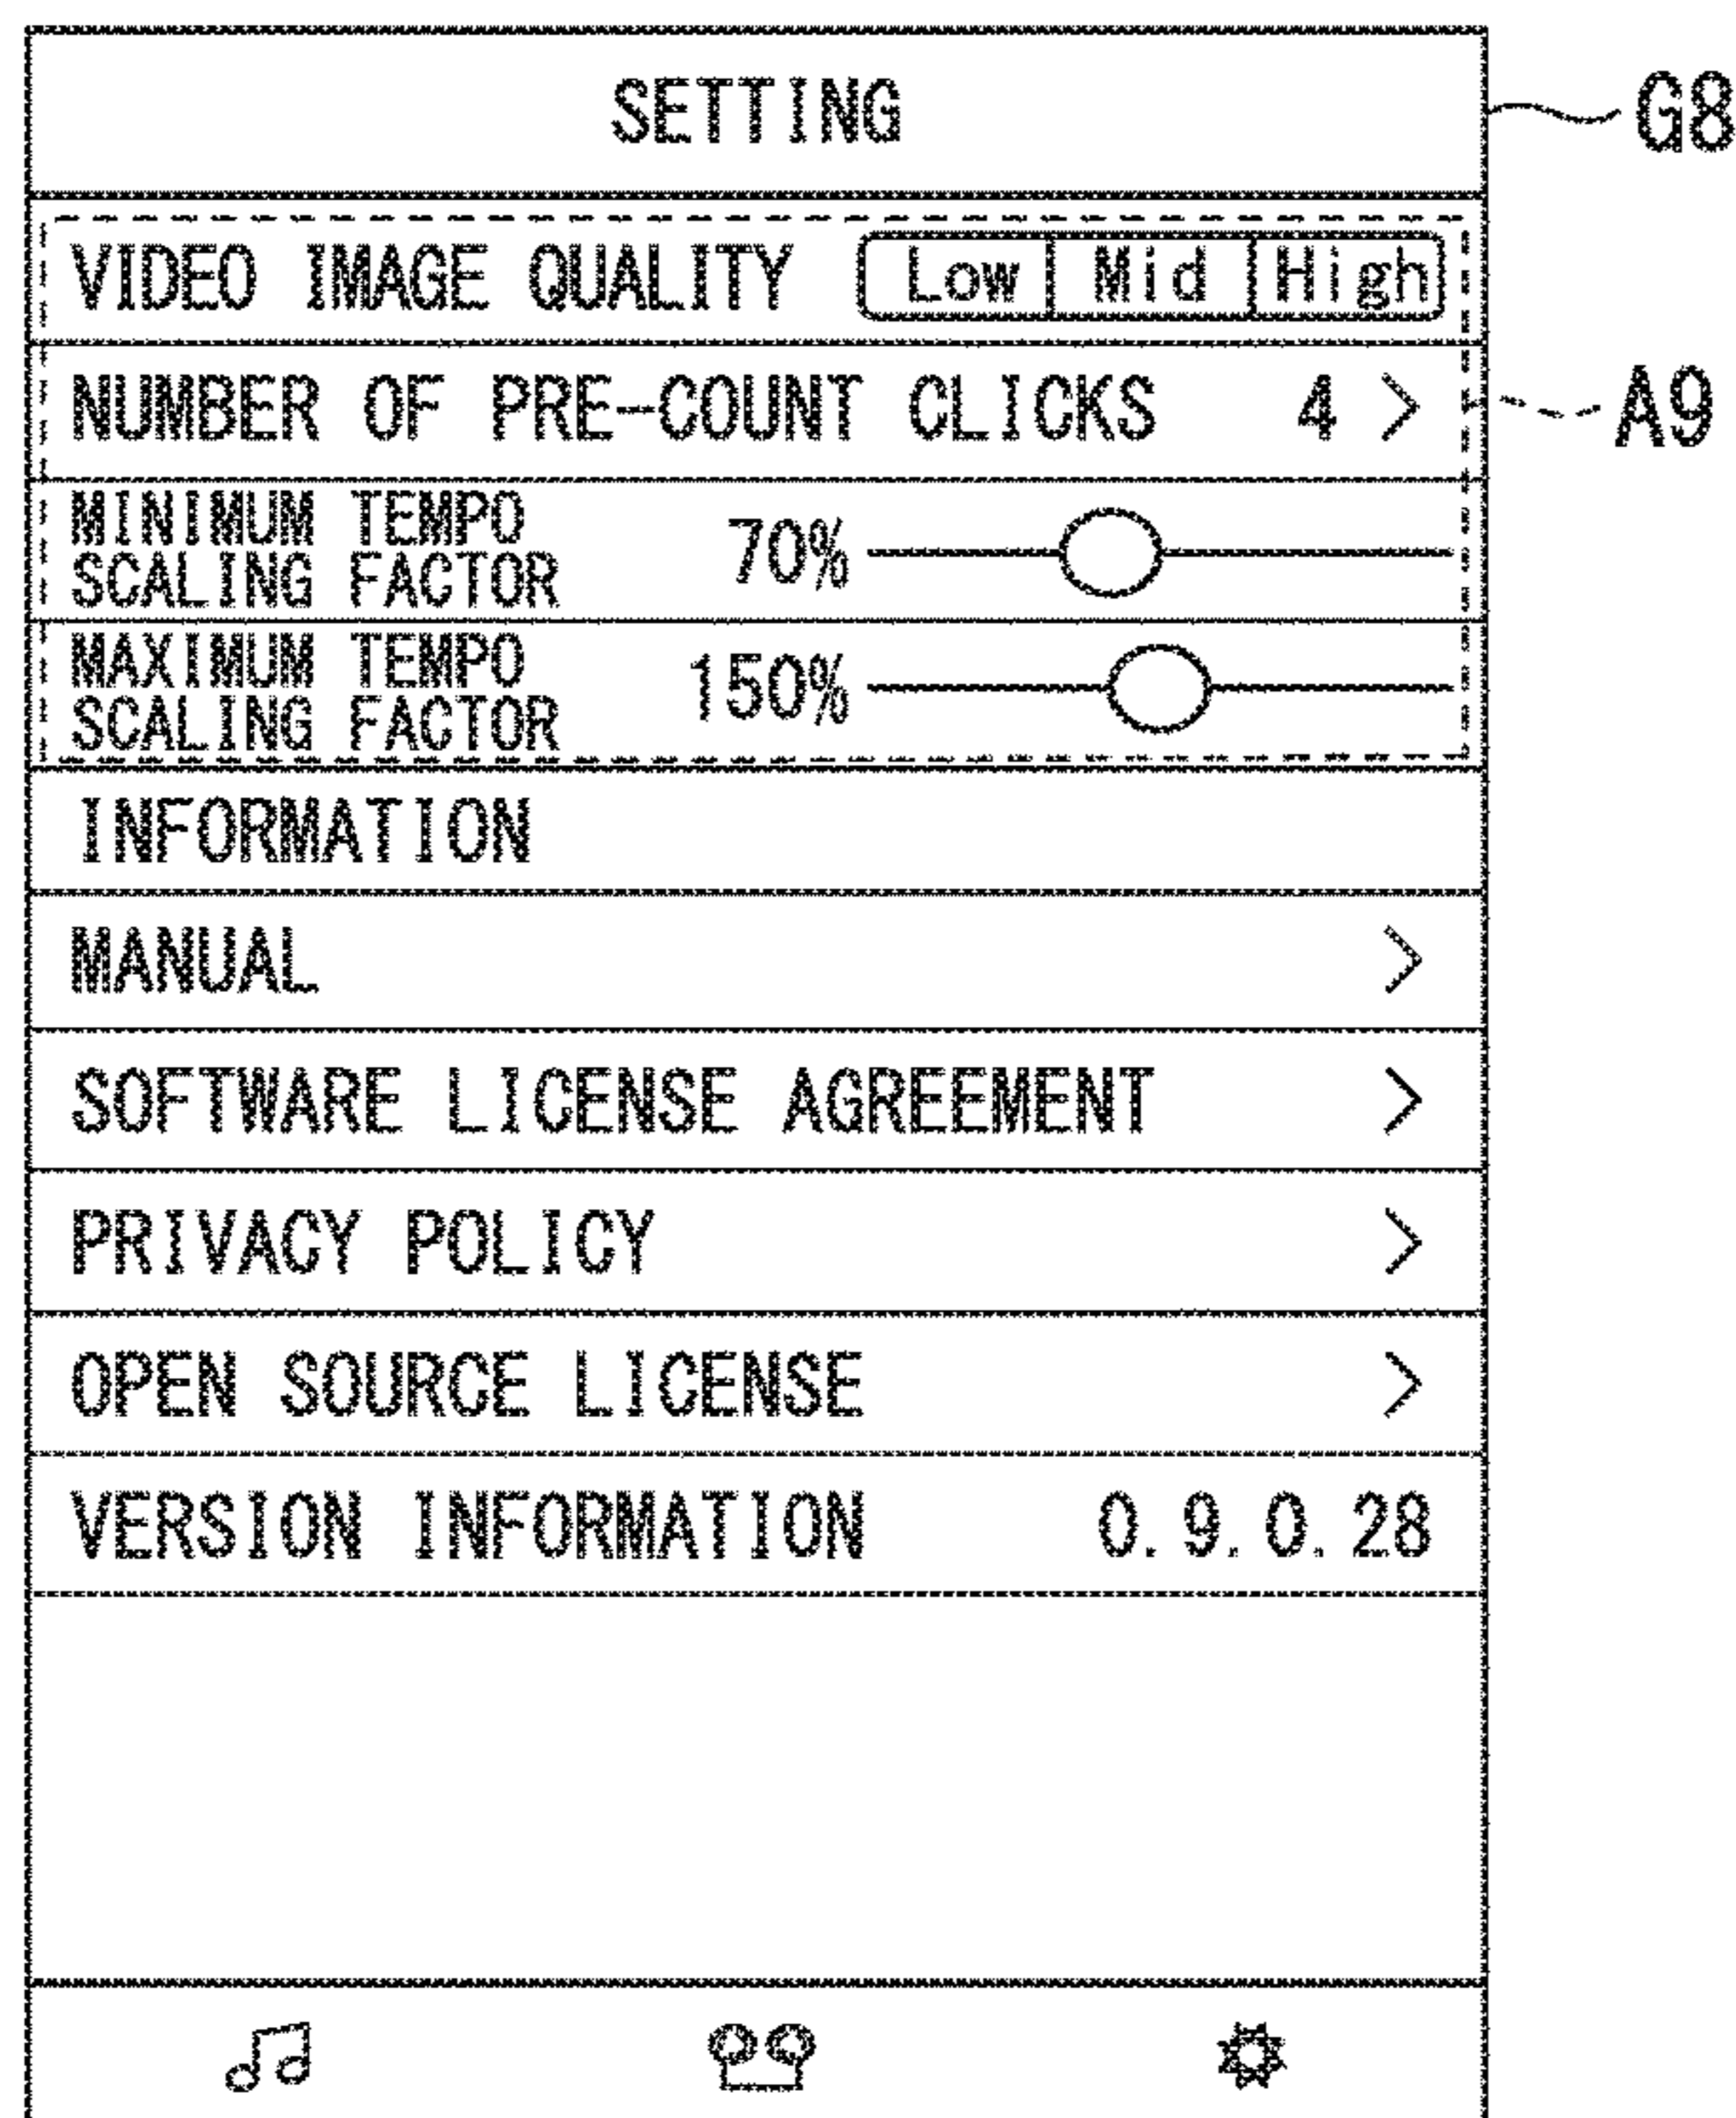 SETTING
G8
VIDEO IMAGE QUALITY Low Mid High
NUMBER OF PRE-COUNT CLICKS 4 >
A9
MINIMUM TEMPO
SCALING FACTOR 70%
MAXIMUM TEMPO
SCALING FACTOR 150%
INFORMATION
MANUAL >
SOFTWARE LICENSE AGREEMENT >
PRIVACY POLICY >
OPEN SOURCE LICENSE >
VERSION INFORMATION 0.9.0.28